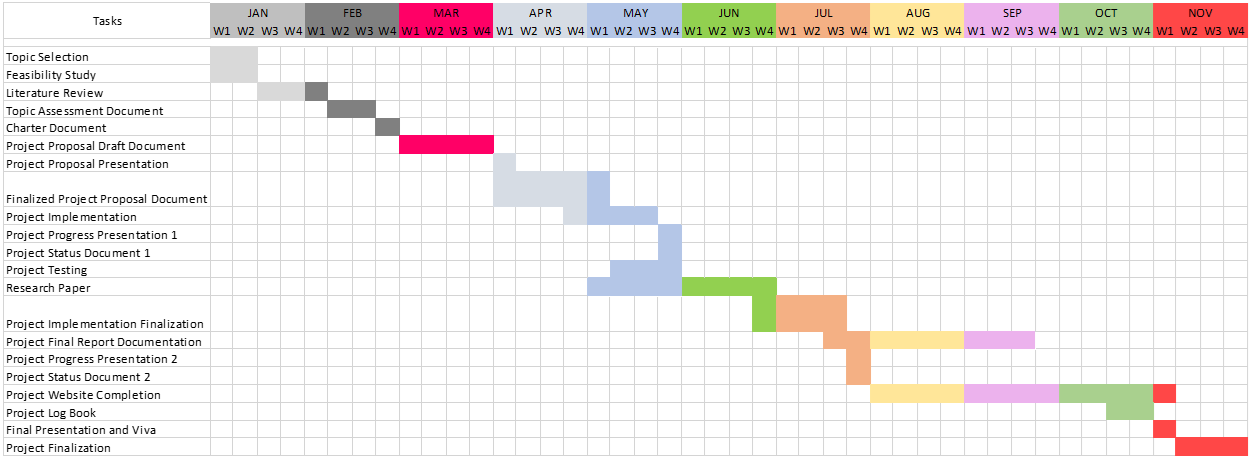 Tasks JAN FEB MAR APR MAY JUN JUL AUG SEP OCT NOV
W1 W2 W3 W4 W1 W2 W3 W4 W1 W2 W3 W4 W1 W2 W3 W4 W1 W2 W3 W4 W1 W2 W3 W4 W1 W2 W3 W4 W1 W2 W3 W4 W1 W2 W3 W4 W1 W2 W3 W4 W1 W2 W3 W4
Topic Selection
Feasibility Study
Literature Review
Topic Assessment Document
Charter Document
Project Proposal Draft Document
Project Proposal Presentation
Finalized Project Proposal Document
Project Implementation
Project Progress Presentation 1
Project Status Document 1
Project Testing
Research Paper
Project Implementation Finalization
Project Final Report Documentation
Project Progress Presentation 2
Project Status Document 2
Project Website Completion
Project Log Book
Final Presentation and Viva
Project Finalization